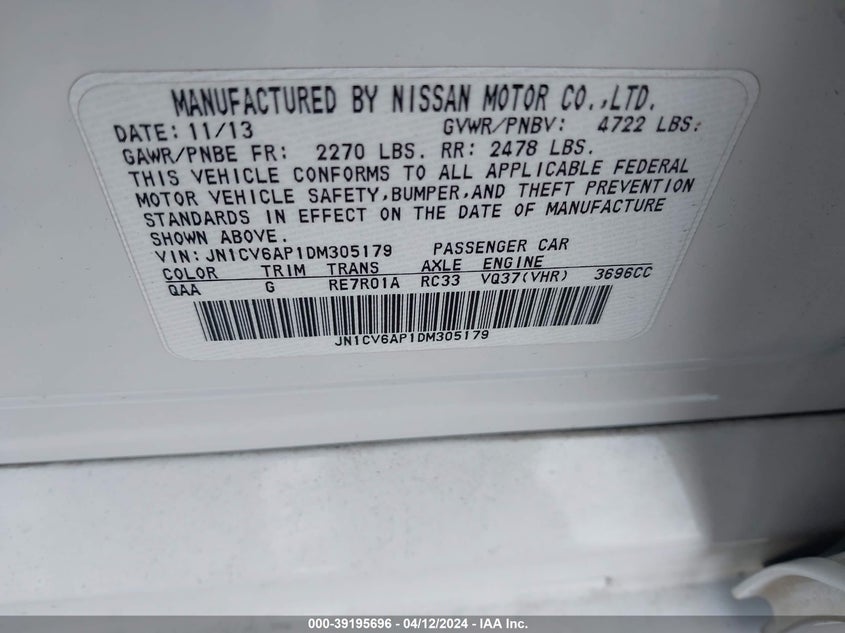 MANUFACTURED BY NISSAN MOTOR CO.,LTD.
DATE: 11/13 GVWR/PNBV: 4722 LBS:
GAWR/PNBE FR: 2270 LBS. RR: 2478 LBS.
THIS VEHICLE CONFORMS TO ALL APPLICABLE FEDERAL
MOTOR VEHICLE SAFETY,BUMPER,AND THEFT PREVENTION
STANDARDS IN EFFECT ON THE DATE OF MANUFACTURE
SHOWN ABOVE.
VIN: JN1CV6AP1DM305179 PASSENGER CAR
COLOR TRIM TRANS AXLE ENGINE
QAA G RE7R01A RC33 VQ37(VHR) 3696CC
JN1CV6AP1DM305179
000-39195696 - 04/12/2024 - IAA Inc.